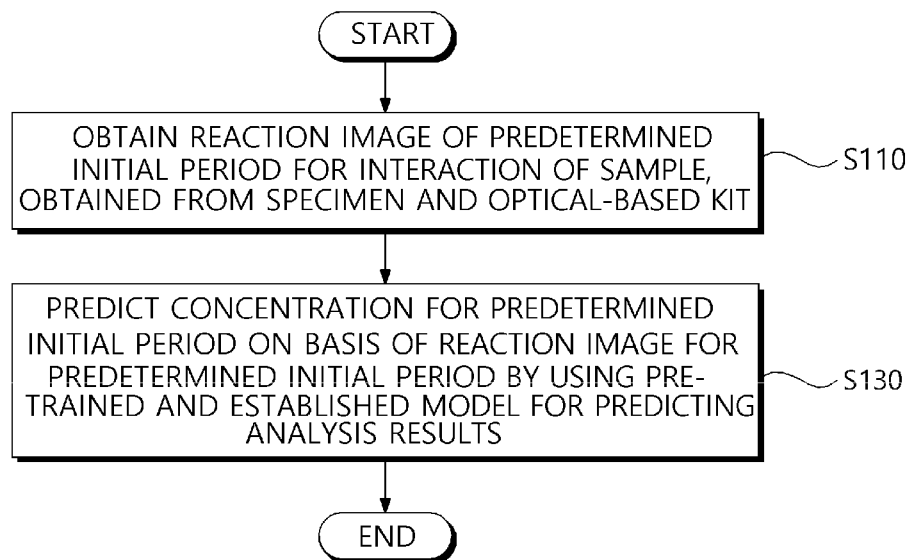 START
OBTAIN REACTION IMAGE OF PREDETERMINED
INITIAL PERIOD FOR INTERACTION OF SAMPLE,
OBTAINED FROM SPECIMEN AND OPTICAL-BASED KIT
S110
PREDICT CONCENTRATION FOR PREDETERMINED
INITIAL PERIOD ON BASIS OF REACTION IMAGE FOR
PREDETERMINED INITIAL PERIOD BY USING PRE-
TRAINED AND ESTABLISHED MODEL FOR PREDICTING
ANALYSIS RESULTS
S130
END